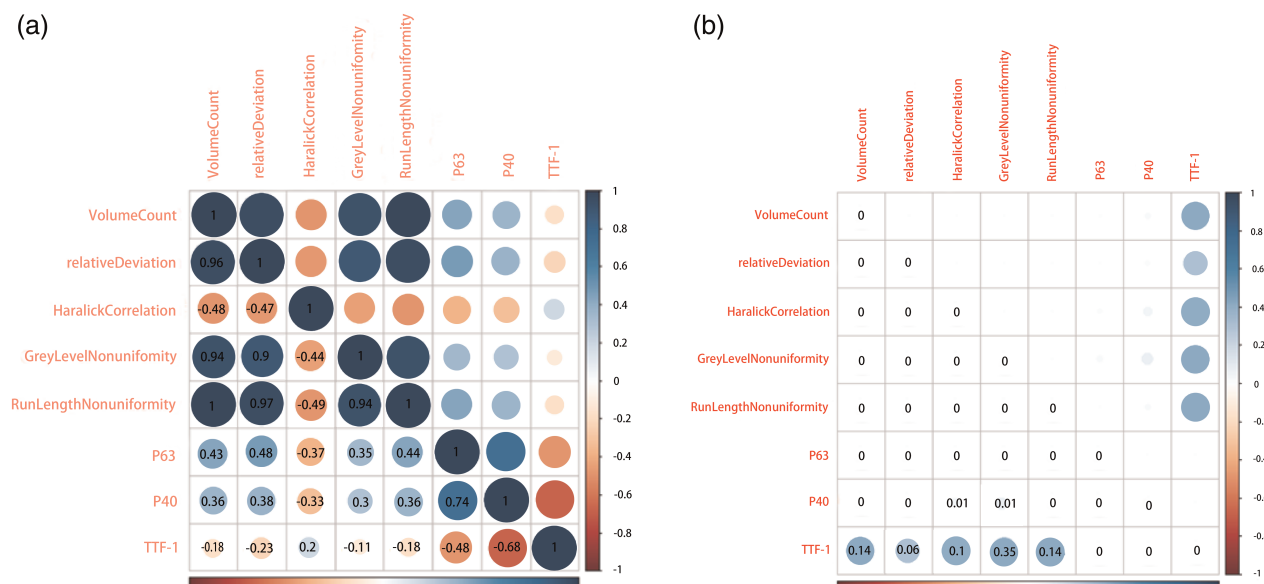 (a)
VolumeCount
relativeDeviation
HaralickCorrelation
GreyLevelNonunifomity
RunLengthNonuniformity
P63
P40
TTF-1
VolumeCount 1
relativeDeviation 0.96 1
HaralickCorrelation -0.48 -0.47 1
GreyLevelNonunifomity 0.94 0.9 -0.44 1
RunLengthNonuniformity 1 0.97 -0.49 0.94 1
P63 0.43 0.48 -0.37 0.35 0.44 1
P40 0.36 0.38 -0.33 0.3 0.36 0.74 1
TTF-1 -0.18 -0.23 0.2 -0.11 -0.18 -0.48 -0.68 1
1
0.8
0.6
0.4
0.2
0
-0.2
-0.4
-0.6
-0.8
-1
(b)
VolumeCount
relativeDeviation
HaralickCorrelation
GreyLevelNonuniformity
RunLengthNonuniformity
P63
P40
TTF-1
VolumeCount 0
relativeDeviation 0 0
HaralickCorrelation 0 0 0
GreyLevelNonuniformity 0 0 0 0
RunLengthNonuniformity 0 0 0 0 0
P63 0 0 0 0 0 0
P40 0 0 0.01 0.01 0 0 0
TTF-1 0.14 0.06 0.1 0.35 0.14 0 0 0
1
0.8
0.6
0.4
0.2
0
-0.2
-0.4
-0.6
-0.8
-1